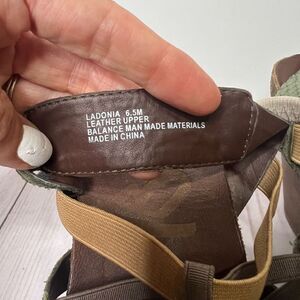 LADONIA 6.5M
LEATHER UPPER
BALANCE MAN MADE MATERIALS
MADE IN CHINA